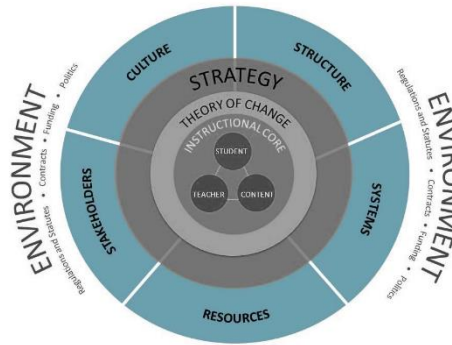 CULTURE
STRUCTURE
ENVIRONMENT
Regulations and Statutes • Contracts • Funding • Politics
STRATEGY
THEORY OF CHANGE
INSTRUCTIONAL CORE
STUDENT
TEACHER
CONTENT
STAKEHOLDERS
SYSTEMS
RESOURCES
ENVIRONMENT
Regulations and Statutes • Contracts • Funding • Politics